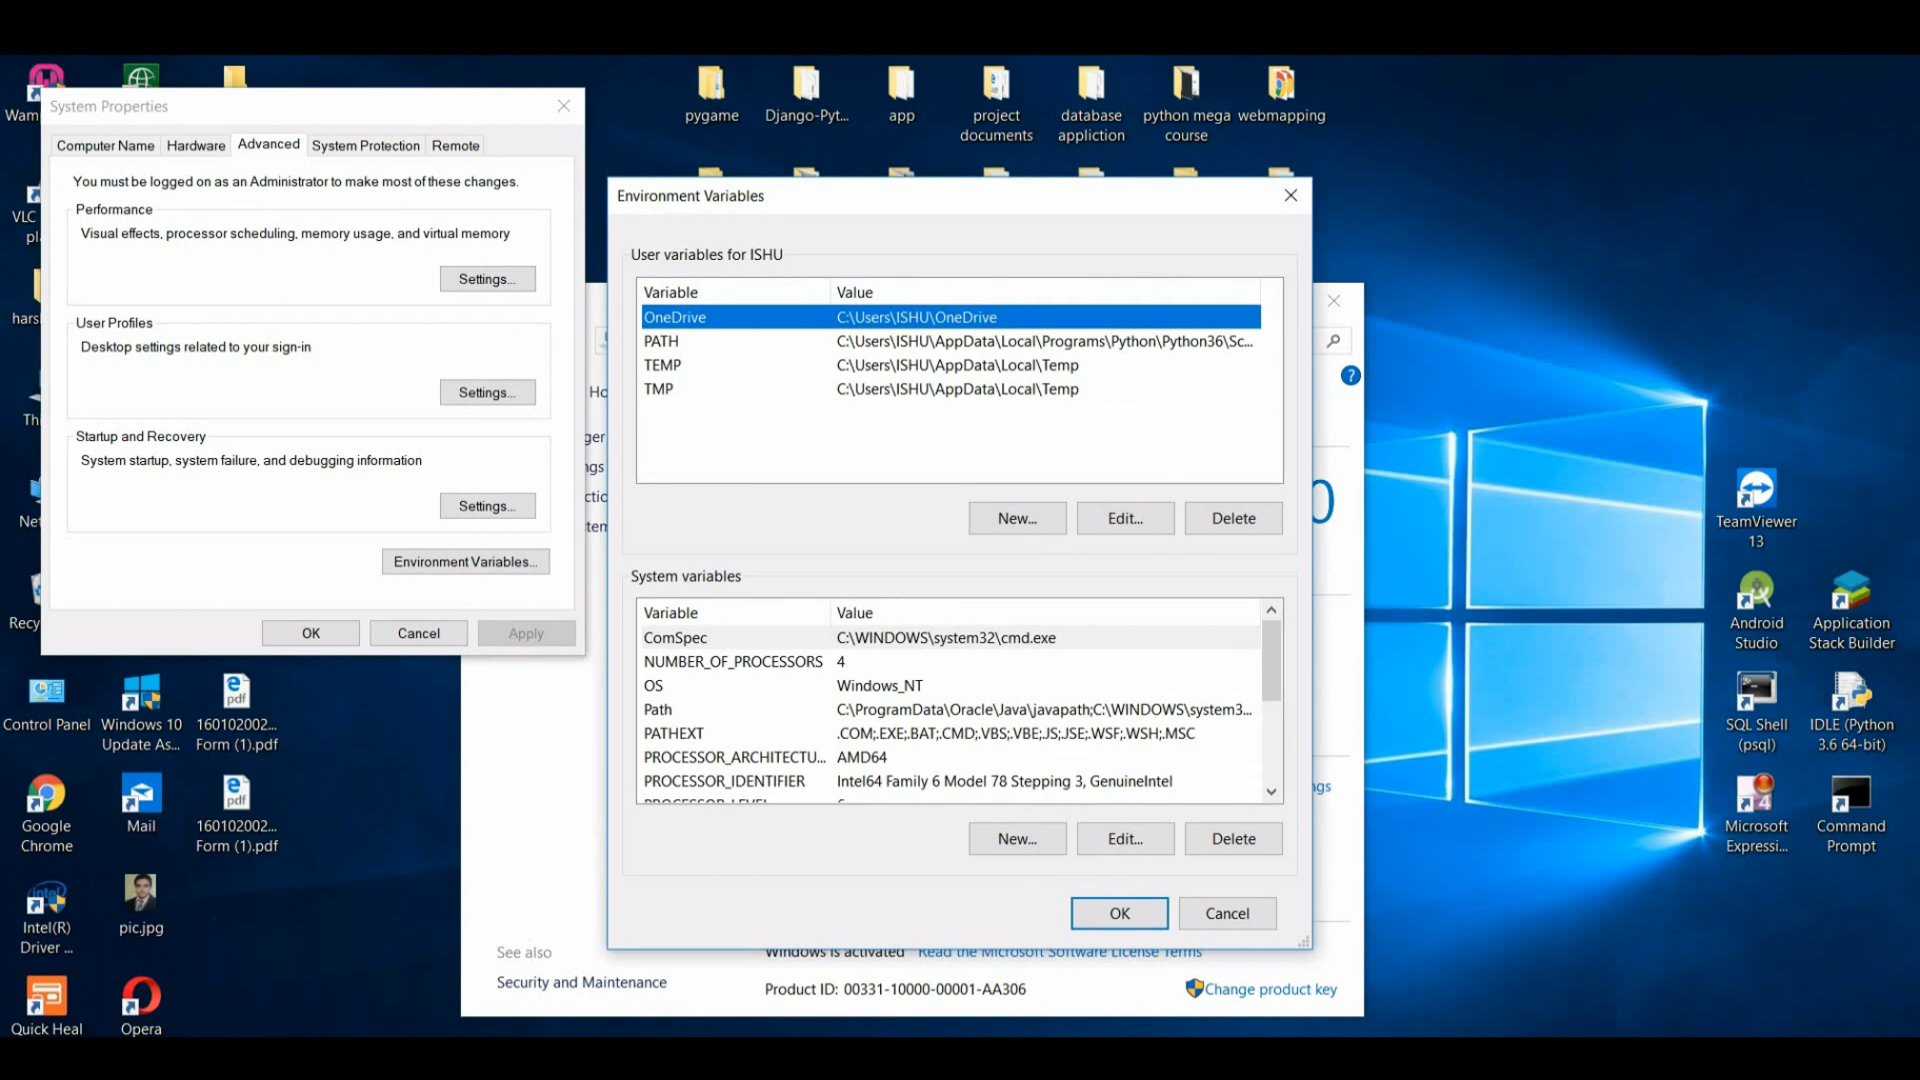 pygame
Django-Pyt...
app
project
documents
database
appliction
python mega
course
webmapping
System Properties
Computer Name
Hardware
Advanced
System Protection
Remote
You must be logged on as an Administrator to make most of these changes.
Performance
Visual effects, processor scheduling, memory usage, and virtual memory
Settings...
User Profiles
Desktop settings related to your sign-in
Settings...
Startup and Recovery
System startup, system failure, and debugging information
Settings...
Environment Variables...
OK
Cancel
Apply
Environment Variables
User variables for ISHU
Variable Value
OneDrive C:\Users\ISHU\OneDrive
PATH C:\Users\ISHU\AppData\Local\Programs\Python\Python36\Sc...
TEMP C:\Users\ISHU\AppData\Local\Temp
TMP C:\Users\ISHU\AppData\Local\Temp
New...
Edit...
Delete
System variables
Variable Value
ComSpec C:\WINDOWS\system32\cmd.exe
NUMBER_OF_PROCESSORS 4
OS Windows_NT
Path C:\ProgramData\Oracle\Java\javapath;C:\WINDOWS\system3...
PATHEXT .COM;.EXE;.BAT;.CMD;.VBS;.VBE;.JS;.JSE;.WSF;.WSH;.MSC
PROCESSOR_ARCHITECTU... AMD64
PROCESSOR_IDENTIFIER Intel64 Family 6 Model 78 Stepping 3, GenuineIntel
New...
Edit...
Delete
OK
Cancel
See also
Security and Maintenance
Windows is activated Read the Microsoft Software License Terms
Product ID: 00331-10000-00001-AA306
Change product key
VLC
Control Panel
Windows 10
Update As...
160102002...
Form (1).pdf
Google
Chrome
Mail
160102002...
Form (1).pdf
Intel(R)
Driver ...
pic.jpg
Quick Heal
Opera
TeamViewer
13
Android
Studio
Application
Stack Builder
SQL Shell
(psql)
IDLE (Python
3.6 64-bit)
Microsoft
Expressi...
Command
Prompt